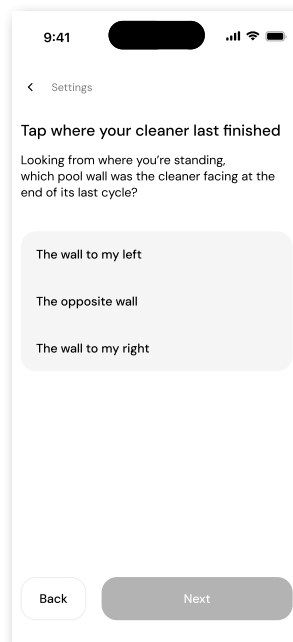 9:41
Settings
Tap where your cleaner last finished
Looking from where you’re standing,
which pool wall was the cleaner facing at the
end of its last cycle?
The wall to my left
The opposite wall
The wall to my right
Back
Next